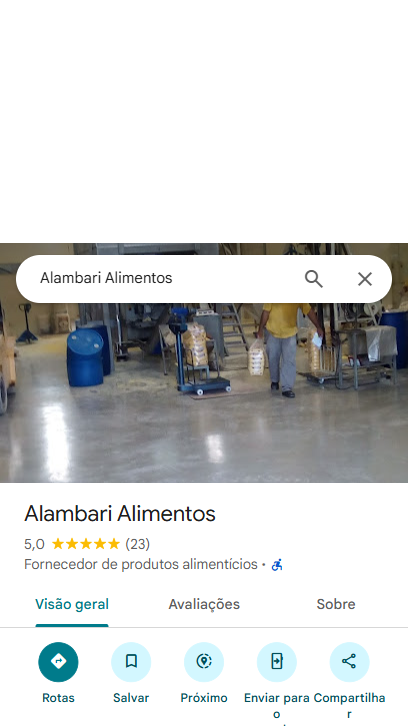 Alambari Alimentos
Alambari Alimentos
5,0 (23)
Fornecedor de produtos alimentícios ·
Visão geral Avaliações Sobre
Rotas Salvar Próximo Enviar para Compartilha
o r